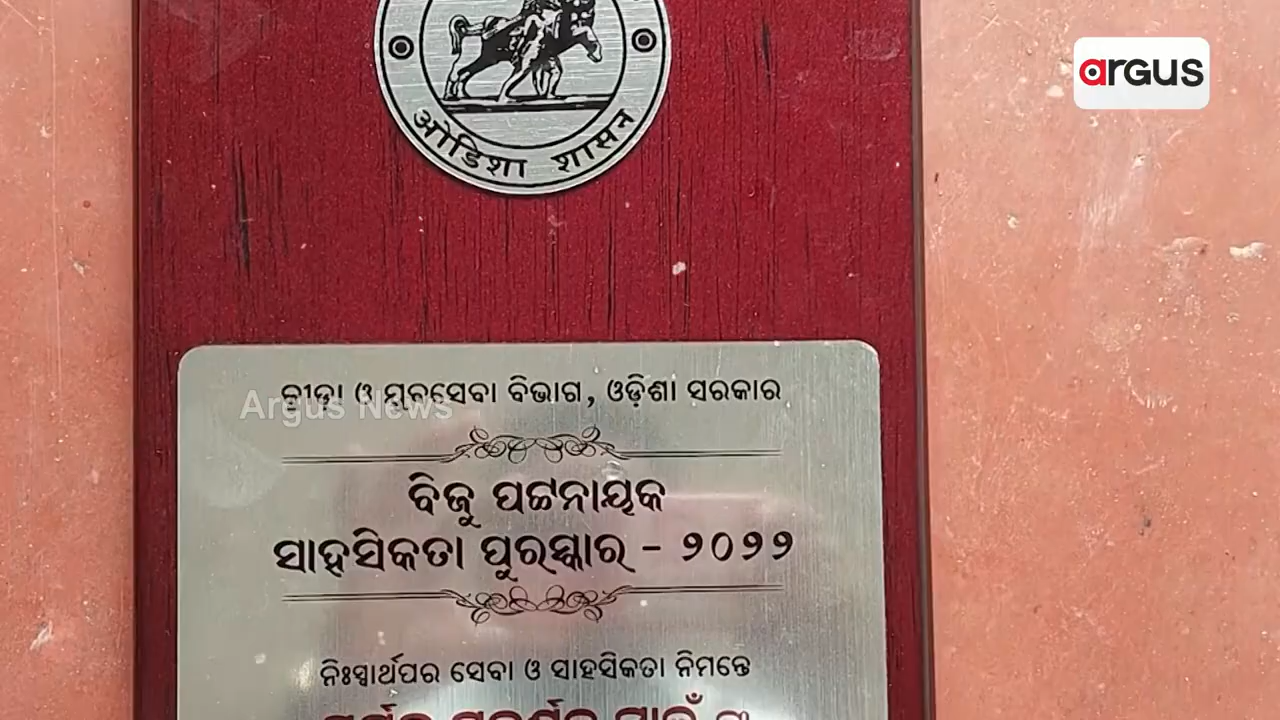 argus
ଓଡିଶା ଶାସନ
କ୍ରୀଡ଼ା ଓ ଯୁବସେବା ବିଭାଗ, ଓଡ଼ିଶା ସରକାର
Argus News
ବିଜୁ ପଟ୍ଟନାୟକ
ସାହସିକତା ପୁରସ୍କାର - ୨୦୨୨
ନିଃସ୍ୱାର୍ଥପର ସେବା ଓ ସାହସିକତା ନିମନ୍ତେ